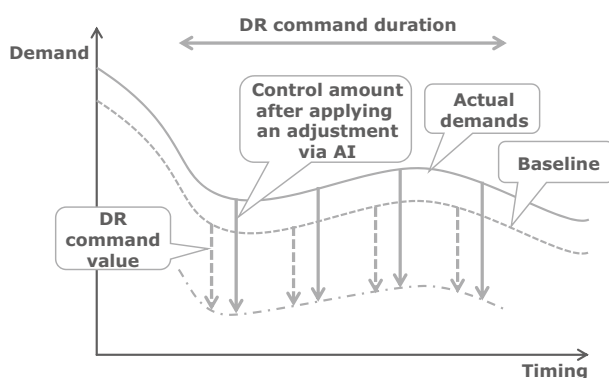 DR command duration
Demand
Control amount
after applying
an adjustment
via AI
Actual
demands
Baseline
DR
command
value
Timing